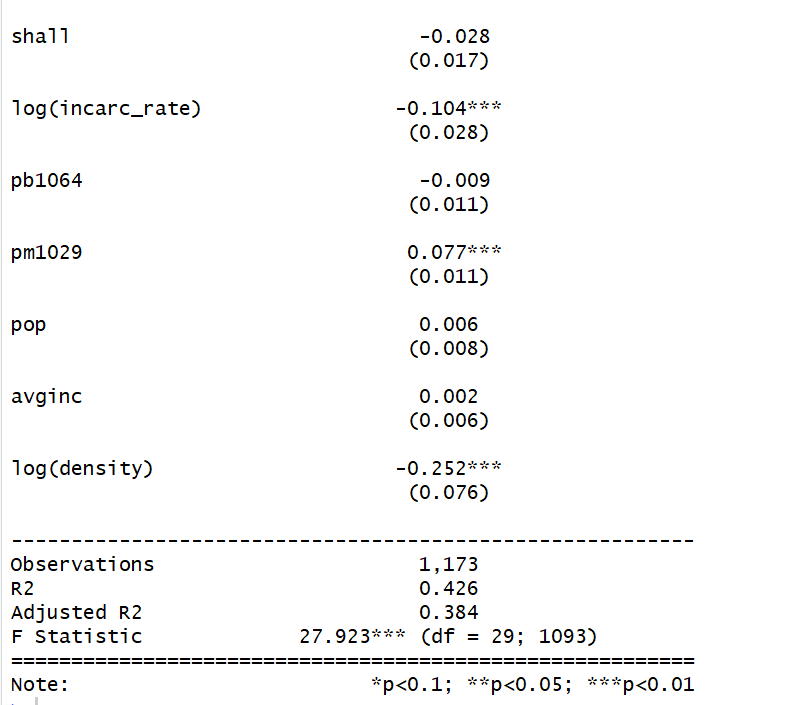 shall -0.028
(0.017)
log(incarc_rate) -0.104***
(0.028)
pb1064 -0.009
(0.011)
pm1029 0.077***
(0.011)
pop 0.006
(0.008)
avginc 0.002
(0.006)
log(density) -0.252***
(0.076)
---------------------------------------------------------
Observations 1,173
R2 0.426
Adjusted R2 0.384
F Statistic 27.923*** (df = 29; 1093)
=========================================================
Note: *p<0.1; **p<0.05; ***p<0.01